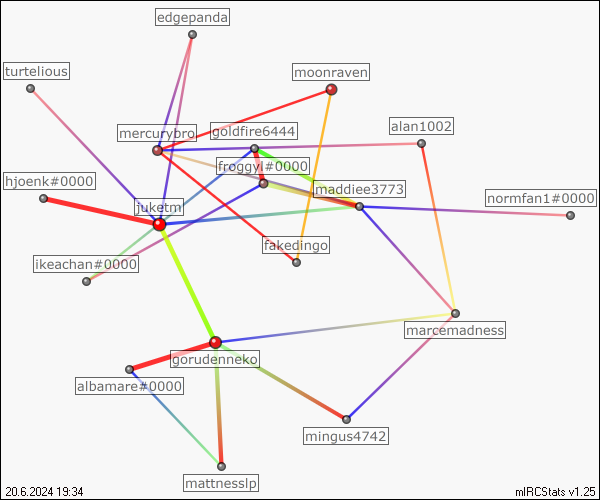 edgepanda
turtelious
moonraven
alan1002
mercurybro
goldfire6444
froggyl#0000
hjoenk#0000
maddiee3773
normfan1#0000
juketm
fakedingo
ikeachan#0000
marcemadness
gorudenneko
albamare#0000
mingus4742
mattnesslp
20.6.2024 19:34
mIRCStats v1.25